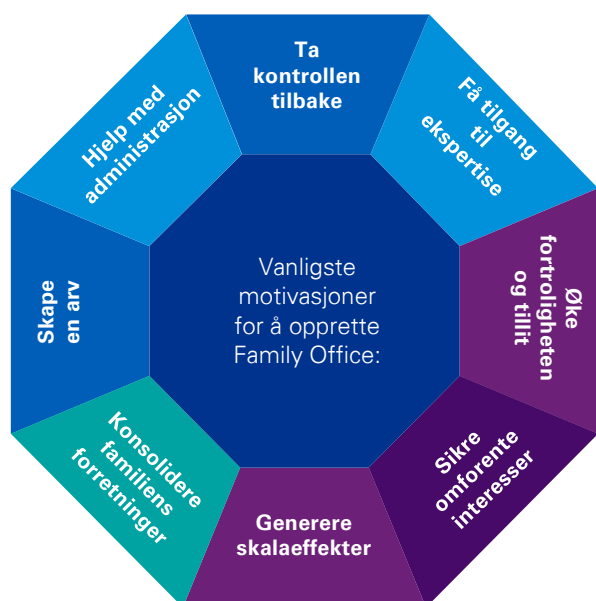 Vanligste
motivasjoner
for å opprette
Family Office:
Ta
kontrollen
tilbake
Få tilgang
til
ekspertise
Øke
fortroligheten
og tillit
Sikre
omforente
interesser
Generere
skalaeffekter
Konsolidere
familiens
forretninger
Skape
en arv
Hjelp med
administrasjon